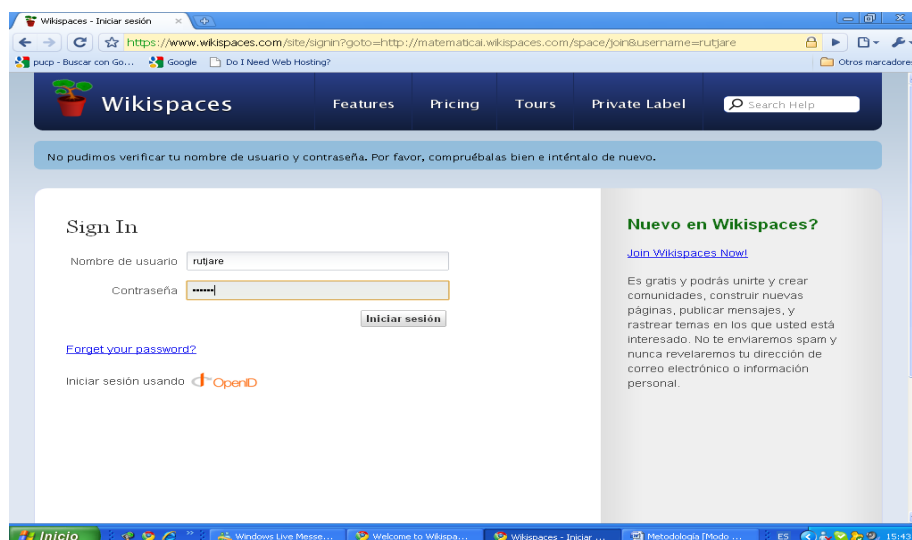 Wikispaces - Iniciar sesión
https://www.wikispaces.com/site/signin?goto=http://matematicai.wikispaces.com/space/join&username=rutjare
pucp - Buscar con Go... Google Do I Need Web Hosting? Otros marcadores
Wikispaces Features Pricing Tours Private Label Search Help
No pudimos verificar tu nombre de usuario y contraseña. Por favor, compruébalas bien e inténtalo de nuevo.
Sign In
Nombre de usuario rutjare
Contraseña ••••••
Iniciar sesión
Forget your password?
Iniciar sesión usando OpenID
Nuevo en Wikispaces?
Join Wikispaces Now!
Es gratis y podrás unirte y crear
comunidades, construir nuevas
páginas, publicar mensajes, y
rastrear temas en los que usted está
interesado. No te enviaremos spam y
nunca revelaremos tu dirección de
correo electrónico o información
personal.
Inicio Windows Live Messe... Welcome to Wikispa... Wikispaces - Iniciar ... Metodología [Modo ... ES 15:43